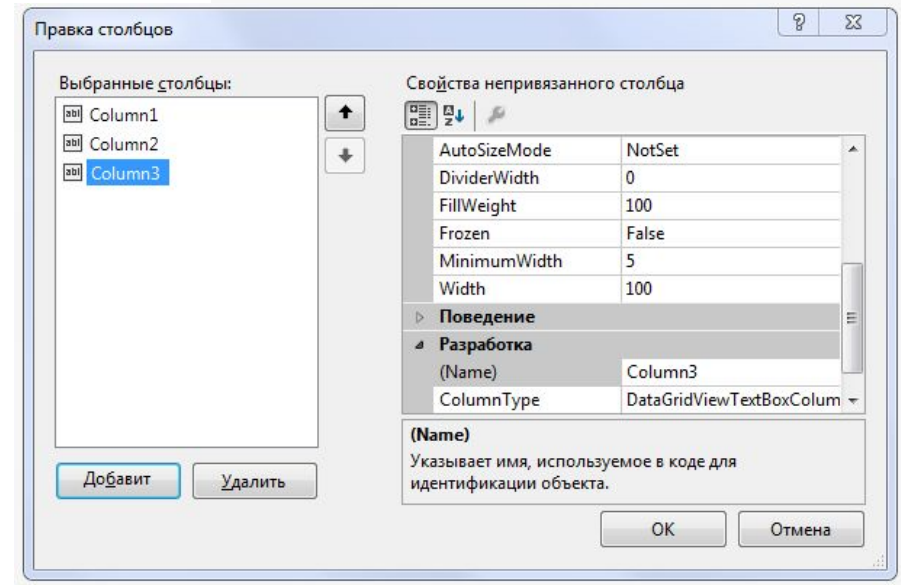 Правка столбцов
Выбранные столбцы:
Column1
Column2
Column3
Добавит
Удалить
Свойства непривязанного столбца
AutoSizeMode NotSet
DividerWidth 0
FillWeight 100
Frozen False
MinimumWidth 5
Width 100
Поведение
Разработка
(Name) Column3
ColumnType DataGridViewTextBoxColum
(Name)
Указывает имя, используемое в коде для
идентификации объекта.
OK Отмена